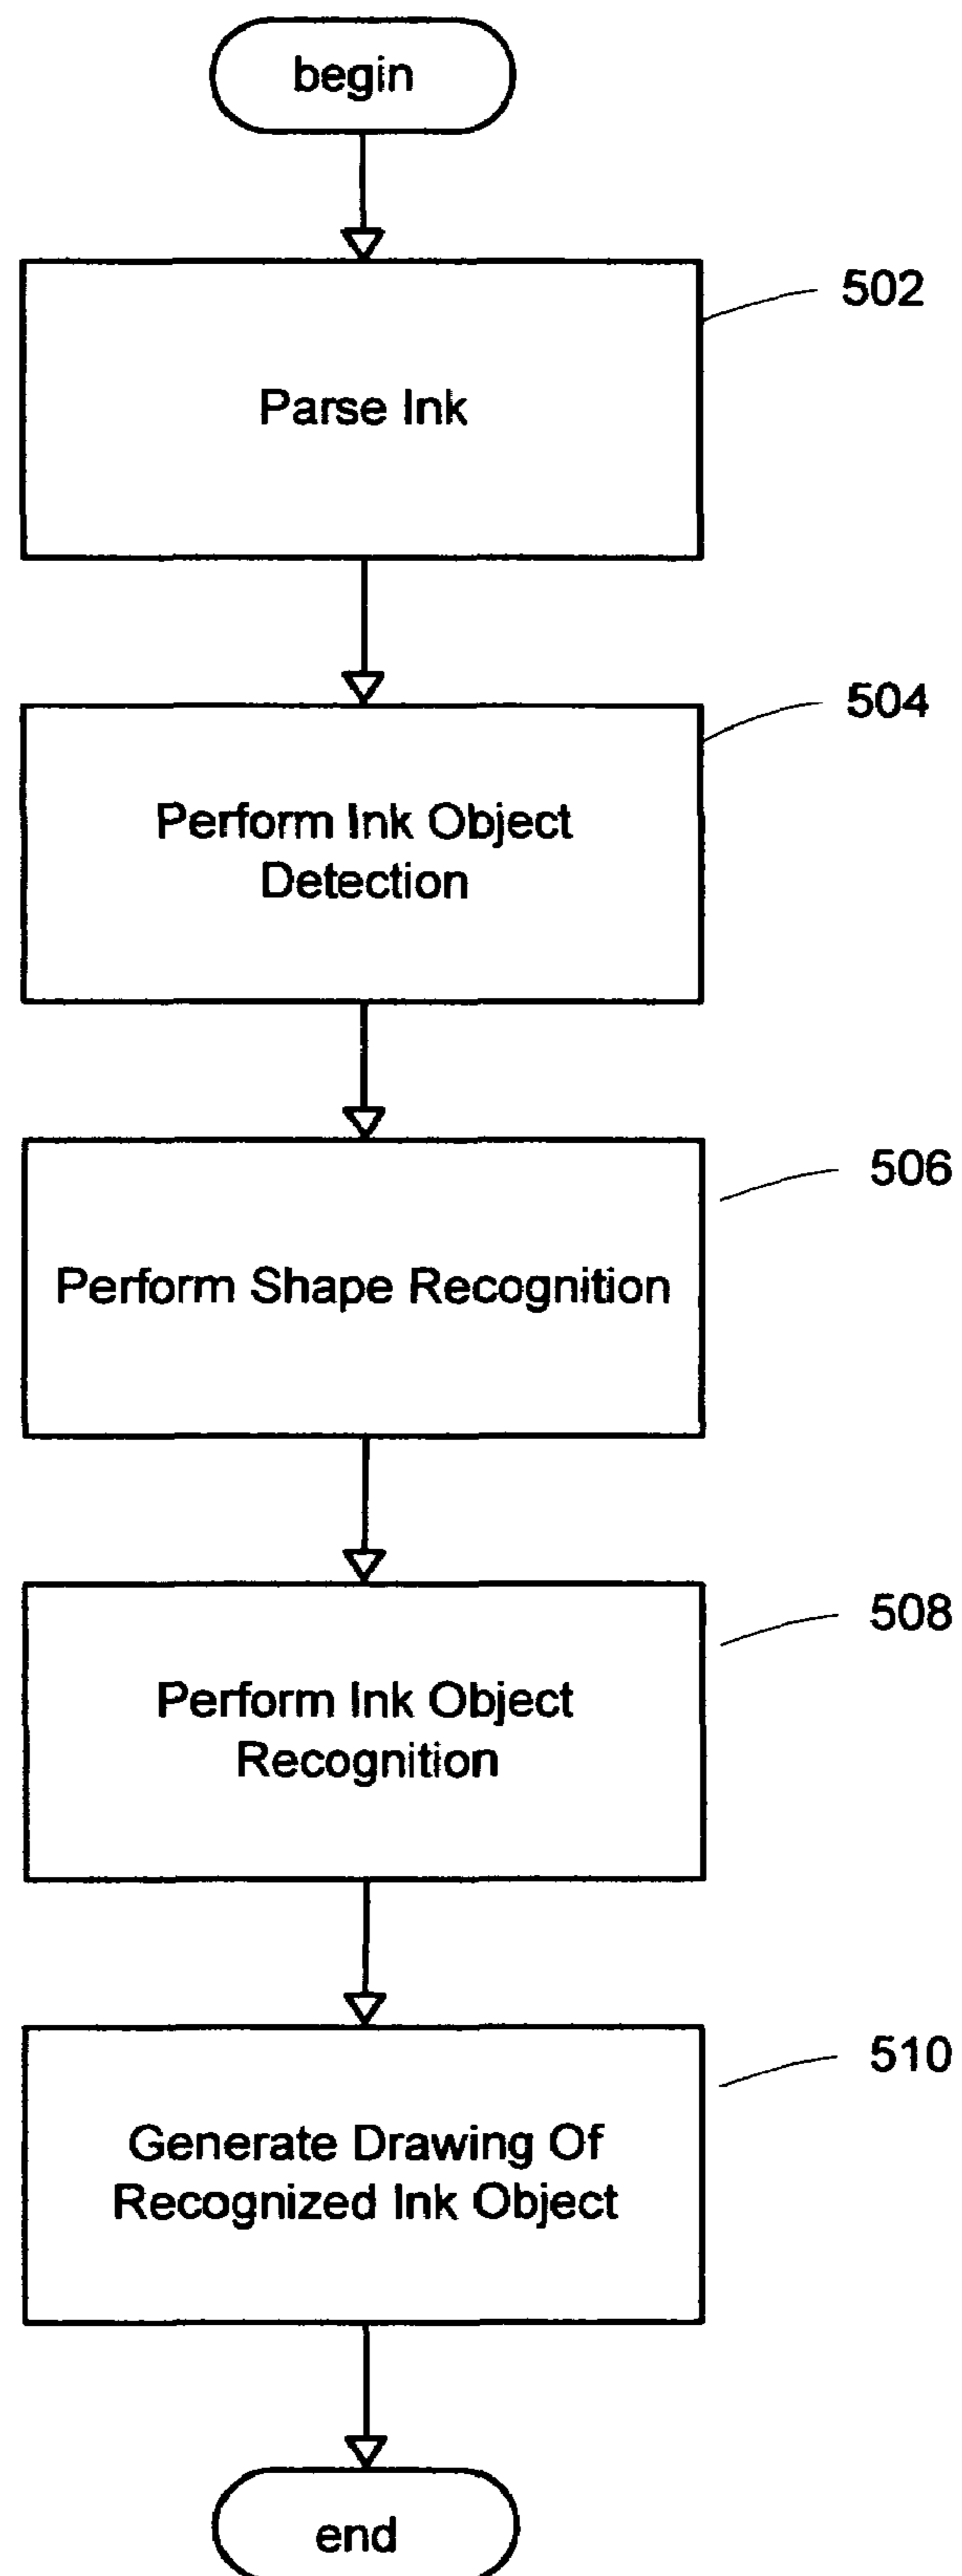 begin
502
Parse Ink
504
Perform Ink Object
Detection
506
Perform Shape Recognition
508
Perform Ink Object
Recognition
510
Generate Drawing Of
Recognized Ink Object
end